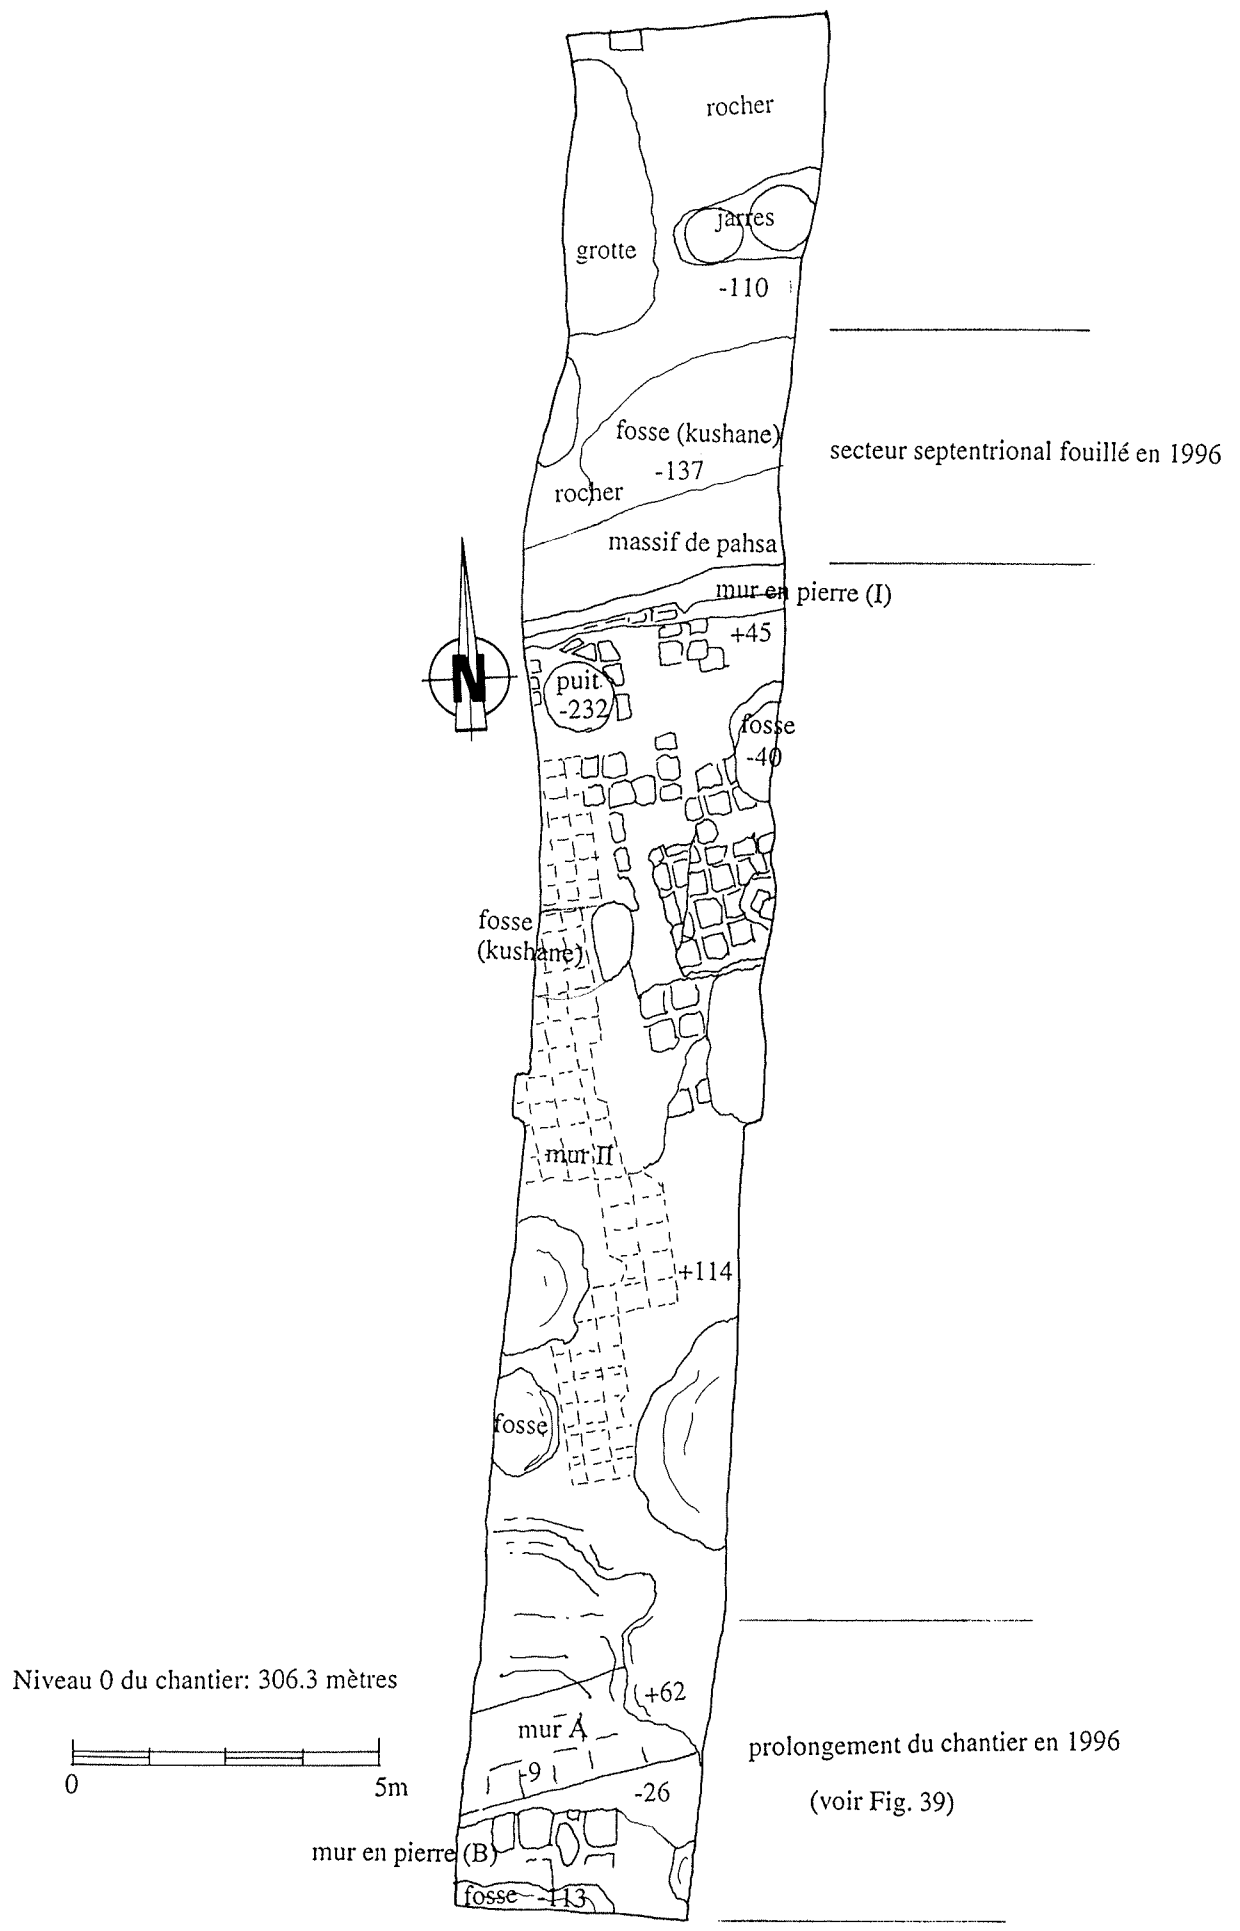 rocher
jarres
grotte
-110
fosse (kushane)
secteur septentrional fouillé en 1996
-137
rocher
massif de pahsa
mur en pierre (I)
+45
N
puit.
-232
fosse
-40
fosse
(kushane)
mur II
+114
fosse
Niveau 0 du chantier: 306.3 mètres
+62
mur A
prolongement du chantier en 1996
-9
0
5m
-26
(voir Fig. 39)
mur en pierre (B)
fosse -113